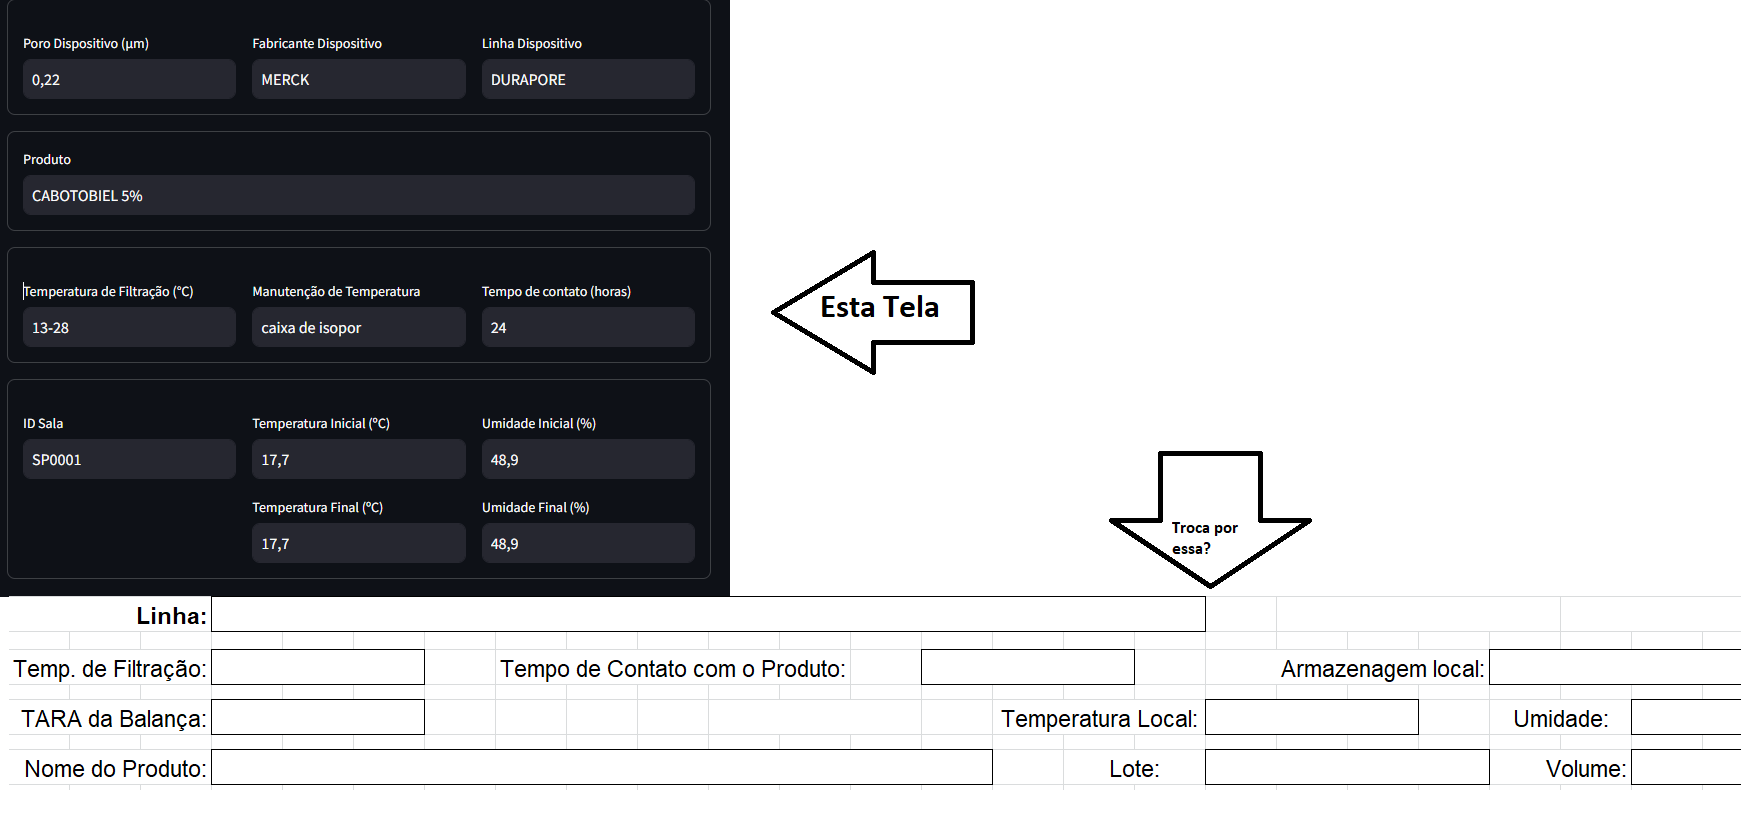 Poro Dispositivo (µm) Fabricante Dispositivo Linha Dispositivo
0,22 MERCK DURAPORE
Produto
CABOTOBIEL 5%
Temperatura de Filtração (°C) Manutenção de Temperatura Tempo de contato (horas)
13-28 caixa de isopor 24
Esta Tela
ID Sala Temperatura Inicial (ºC) Umidade Inicial (%)
SP0001 17,7 48,9
Temperatura Final (ºC) Umidade Final (%)
17,7 48,9
Troca por
essa?
Linha:
Temp. de Filtração: Tempo de Contato com o Produto: Armazenagem local:
TARA da Balança: Temperatura Local: Umidade:
Nome do Produto: Lote: Volume: